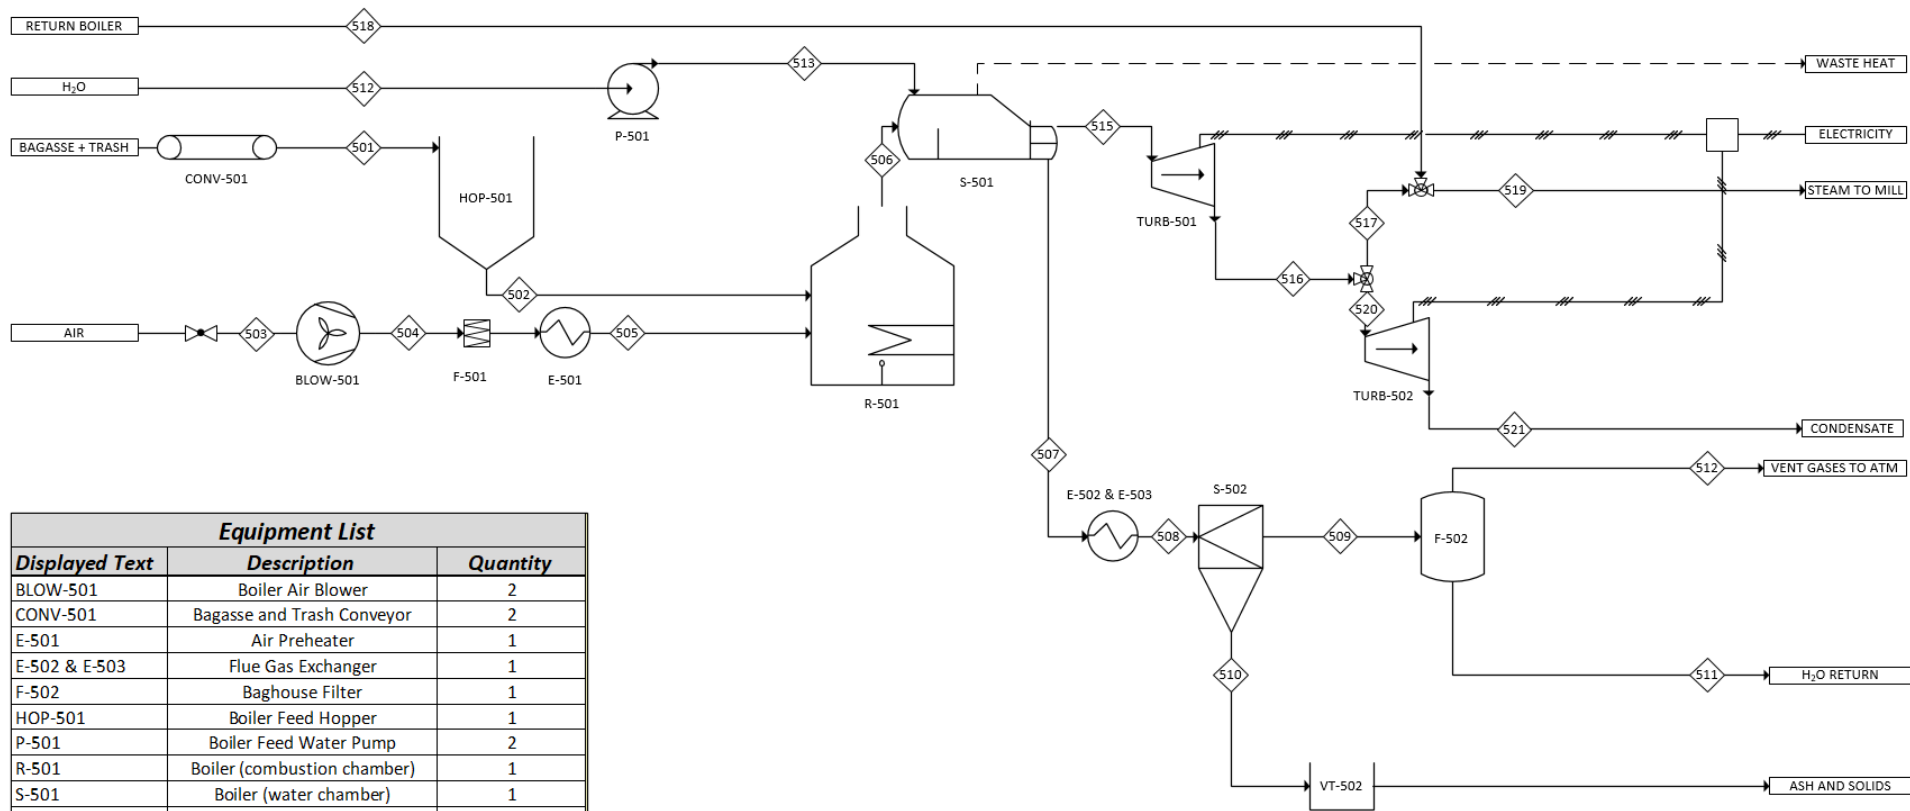 RETURN BOILER
518
513
WASTE HEAT
H₂O
512
P-501
515
ELECTRICITY
BAGASSE + TRASH
501
506
CONV-501
S-501
HOP-501
STEAM TO MILL
519
TURB-501
517
516
502
520
AIR
503
504
505
BLOW-501
F-501
E-501
R-501
TURB-502
521
CONDENSATE
507
512
VENT GASES TO ATM
E-502 & E-503
S-502
508
509
F-502
510
511
H₂O RETURN
VT-502
ASH AND SOLIDS
Equipment List
Displayed Text Description Quantity
BLOW-501 Boiler Air Blower 2
CONV-501 Bagasse and Trash Conveyor 2
E-501 Air Preheater 1
E-502 & E-503 Flue Gas Exchanger 1
F-502 Baghouse Filter 1
HOP-501 Boiler Feed Hopper 1
P-501 Boiler Feed Water Pump 2
R-501 Boiler (combustion chamber) 1
S-501 Boiler (water chamber) 1